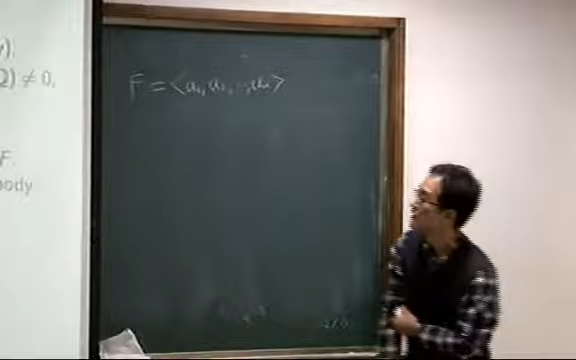 ).
Q) ≠ 0,
F.
body
F = <a₁, a₂, ..., aₙ>